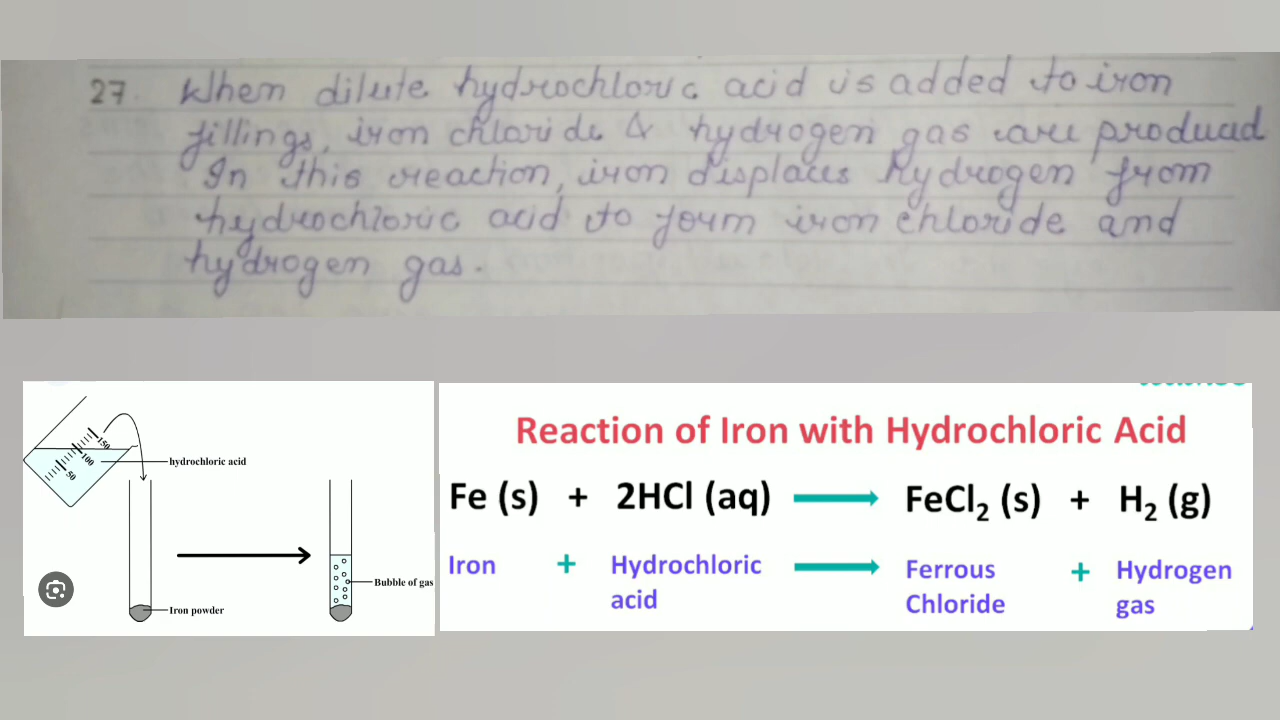 27. When dilute hydrochloric acid is added to iron
fillings, iron chloride & hydrogen gas are produced
In this reaction, iron displaces hydrogen from
hydrochloric acid to form iron chloride and
hydrogen gas.
150
100
50
hydrochloric acid
Iron powder
Bubble of gas
Reaction of Iron with Hydrochloric Acid
Fe (s) + 2HCl (aq) → FeCl₂ (s) + H₂ (g)
Iron + Hydrochloric acid → Ferrous Chloride + Hydrogen gas